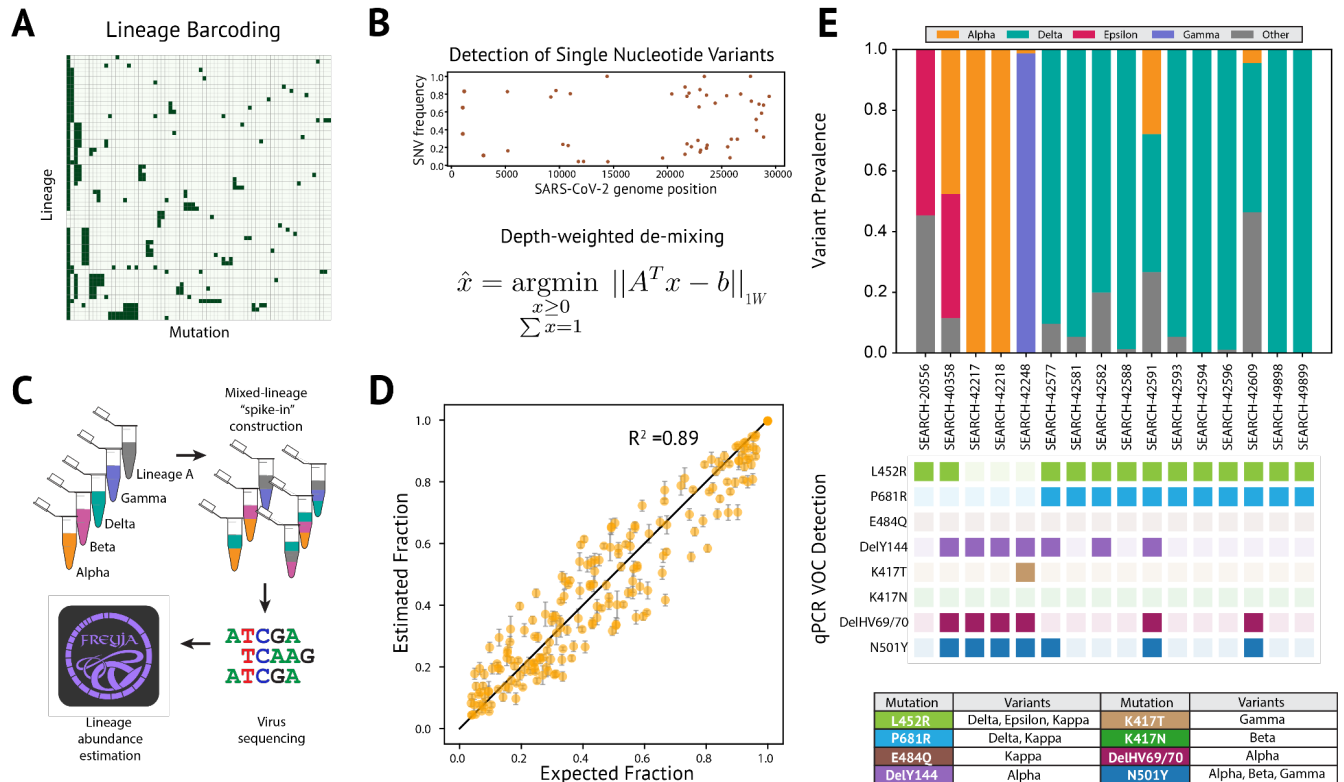 A
Lineage Barcoding
Lineage
Mutation
B
Detection of Single Nucleotide Variants
SNV frequency
1.0
0.8
0.6
0.4
0.2
0.0
0 5000 10000 15000 20000 25000 30000
SARS-CoV-2 genome position
Depth-weighted de-mixing
x̂ = argmin ||A^T x − b||_1W
x≥0
∑ x=1
C
Mixed-lineage
"spike-in"
construction
Lineage A
Gamma
Delta
Beta
Alpha
FREYJA
ATCGA
TCAAG
ATCGA
Lineage
abundance
estimation
Virus
sequencing
D
R² =0.89
Estimated Fraction
1.0
0.8
0.6
0.4
0.2
0.0
0.0 0.2 0.4 0.6 0.8 1.0
Expected Fraction
E
Alpha Delta Epsilon Gamma Other
Variant Prevalence
1.0
0.8
0.6
0.4
0.2
0.0
SEARCH-20556
SEARCH-40358
SEARCH-42217
SEARCH-42218
SEARCH-42248
SEARCH-42577
SEARCH-42581
SEARCH-42582
SEARCH-42588
SEARCH-42591
SEARCH-42593
SEARCH-42594
SEARCH-42596
SEARCH-42609
SEARCH-49898
SEARCH-49899
qPCR VOC Detection
L452R
P681R
E484Q
DelY144
K417T
K417N
DelHV69/70
N501Y
Mutation Variants Mutation Variants
L452R Delta, Epsilon, Kappa K417T Gamma
P681R Delta, Kappa K417N Beta
E484Q Kappa DelHV69/70 Alpha
DelY144 Alpha N501Y Alpha, Beta, Gamma